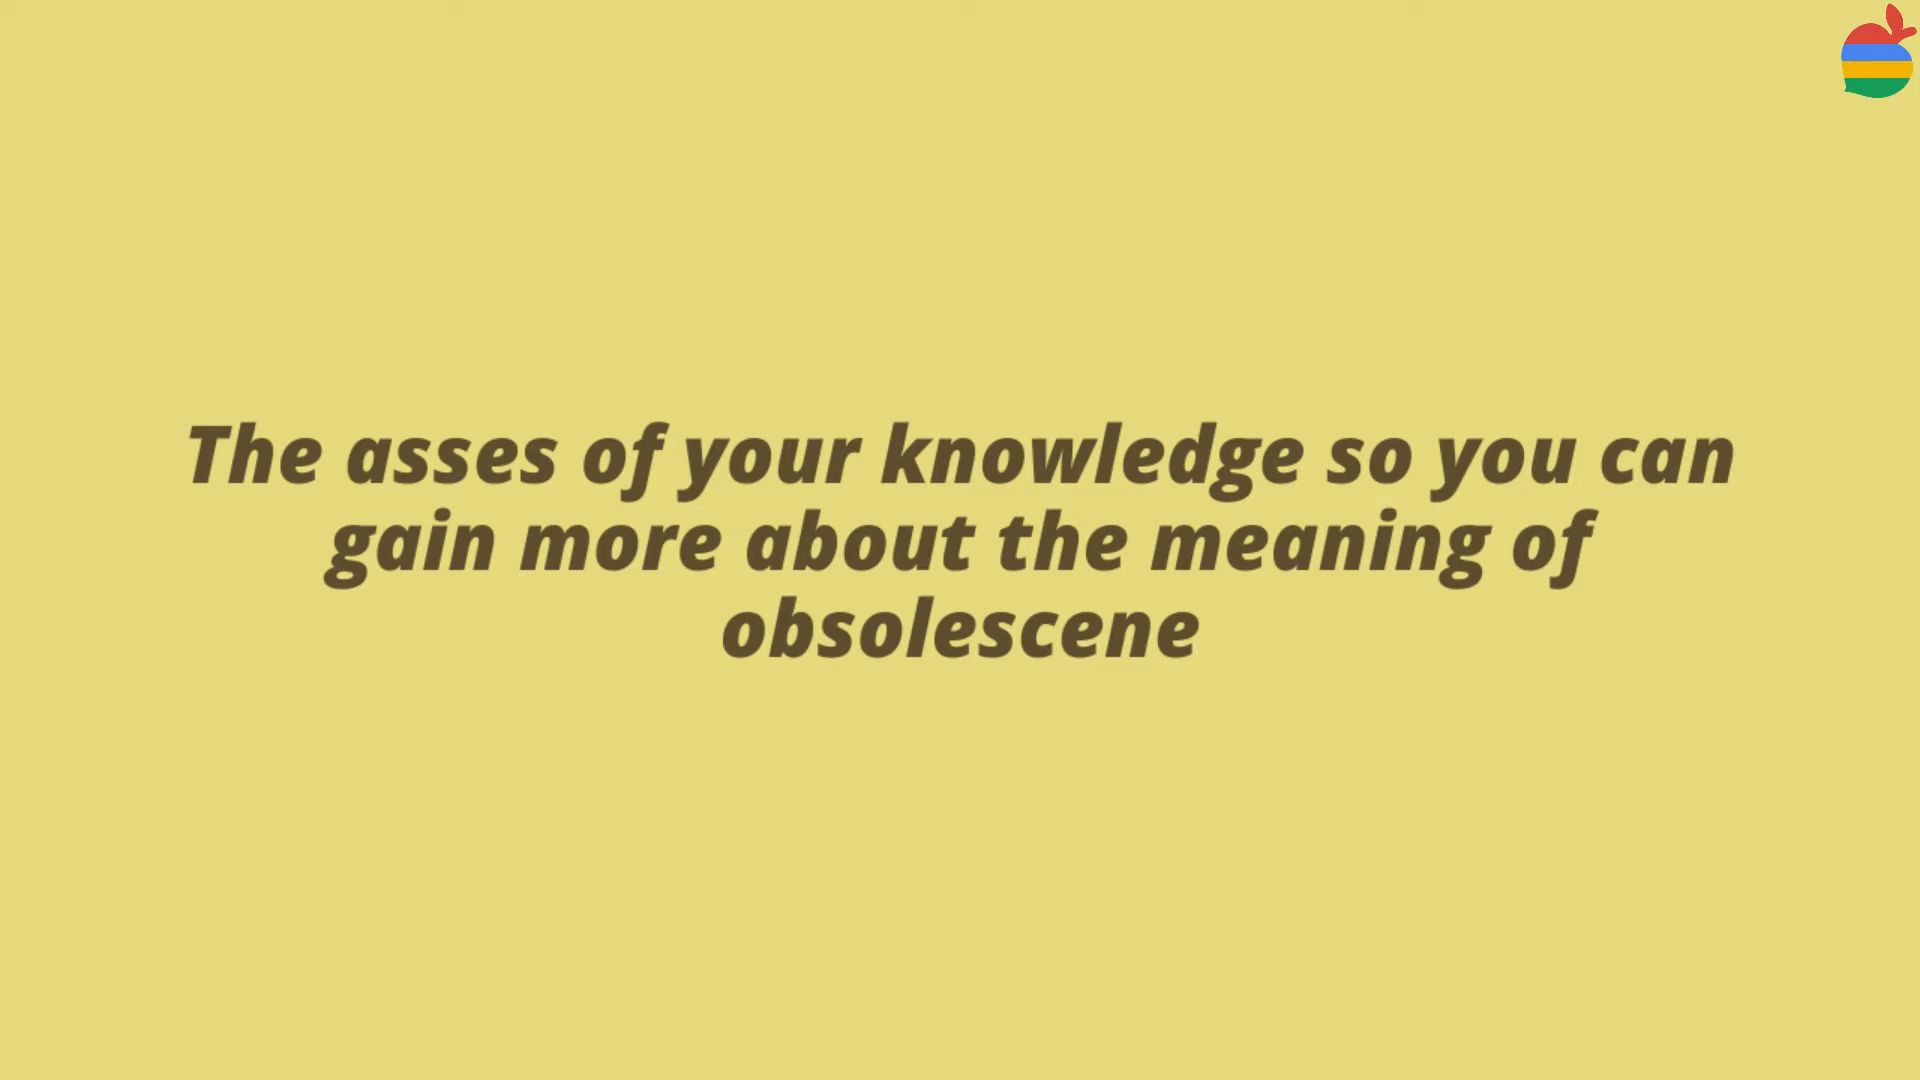 The asses of your knowledge so you can
gain more about the meaning of
obsolescene